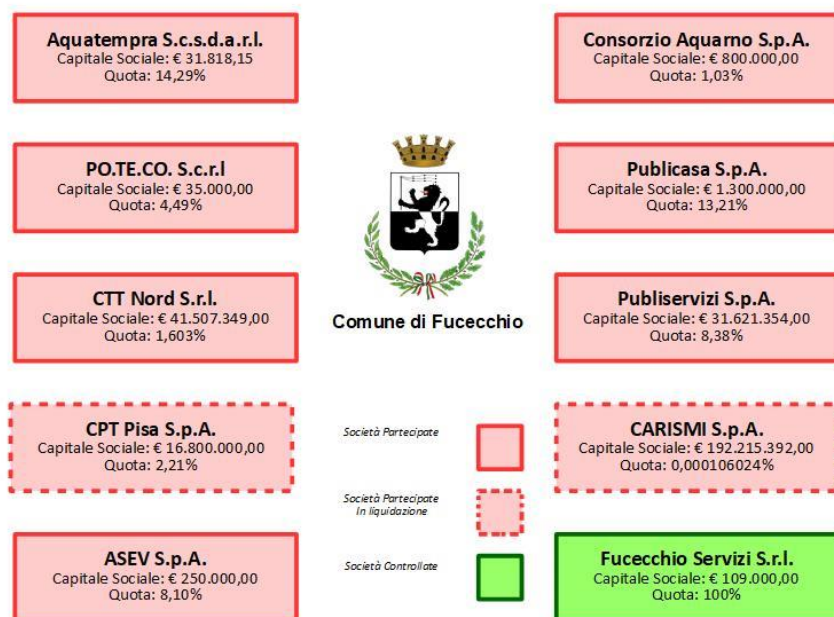 Aquatempra S.c.s.d.a.r.l.
Capitale Sociale: € 31.818,15
Quota: 14,29%
Consorzio Aquarno S.p.A.
Capitale Sociale: € 800.000,00
Quota: 1,03%
PO.TE.CO. S.c.r.l
Capitale Sociale: € 35.000,00
Quota: 4,49%
Publicasa S.p.A.
Capitale Sociale: € 1.300.000,00
Quota: 13,21%
CTT Nord S.r.l.
Capitale Sociale: € 41.507.349,00
Quota: 1,603%
Comune di Fucecchio
Publiservizi S.p.A.
Capitale Sociale: € 31.621.354,00
Quota: 8,38%
CPT Pisa S.p.A.
Capitale Sociale: € 16.800.000,00
Quota: 2,21%
Società Partecipate
Società Partecipate
In liquidazione
Società Controllate
CARISMI S.p.A.
Capitale Sociale: € 192.215.392,00
Quota: 0,000106024%
ASEV S.p.A.
Capitale Sociale: € 250.000,00
Quota: 8,10%
Fucecchio Servizi S.r.l.
Capitale Sociale: € 109.000,00
Quota: 100%